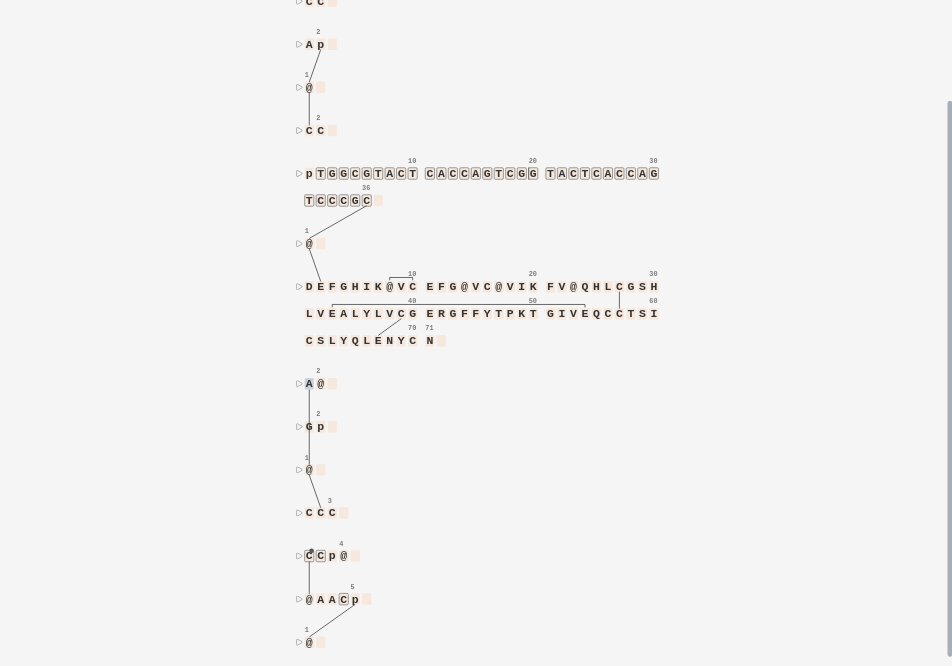 C C
2
A p
1
@
2
C C
10 20 30
p T G G C G T A C T C A C C A G T C G G T A C T C A C C A G
36
T C C C G C
1
@
10 20 30
D E F G H I K @ V C E F G @ V C @ V I K F V @ Q H L C G S H
40 50 60
L V E A L Y L V C G E R G F F Y T P K T G I V E Q C C T S I
70 71
C S L Y Q L E N Y C N
2
A @
2
G p
1
@
3
C C C
4
C C p @
5
@ A A C p
1
@